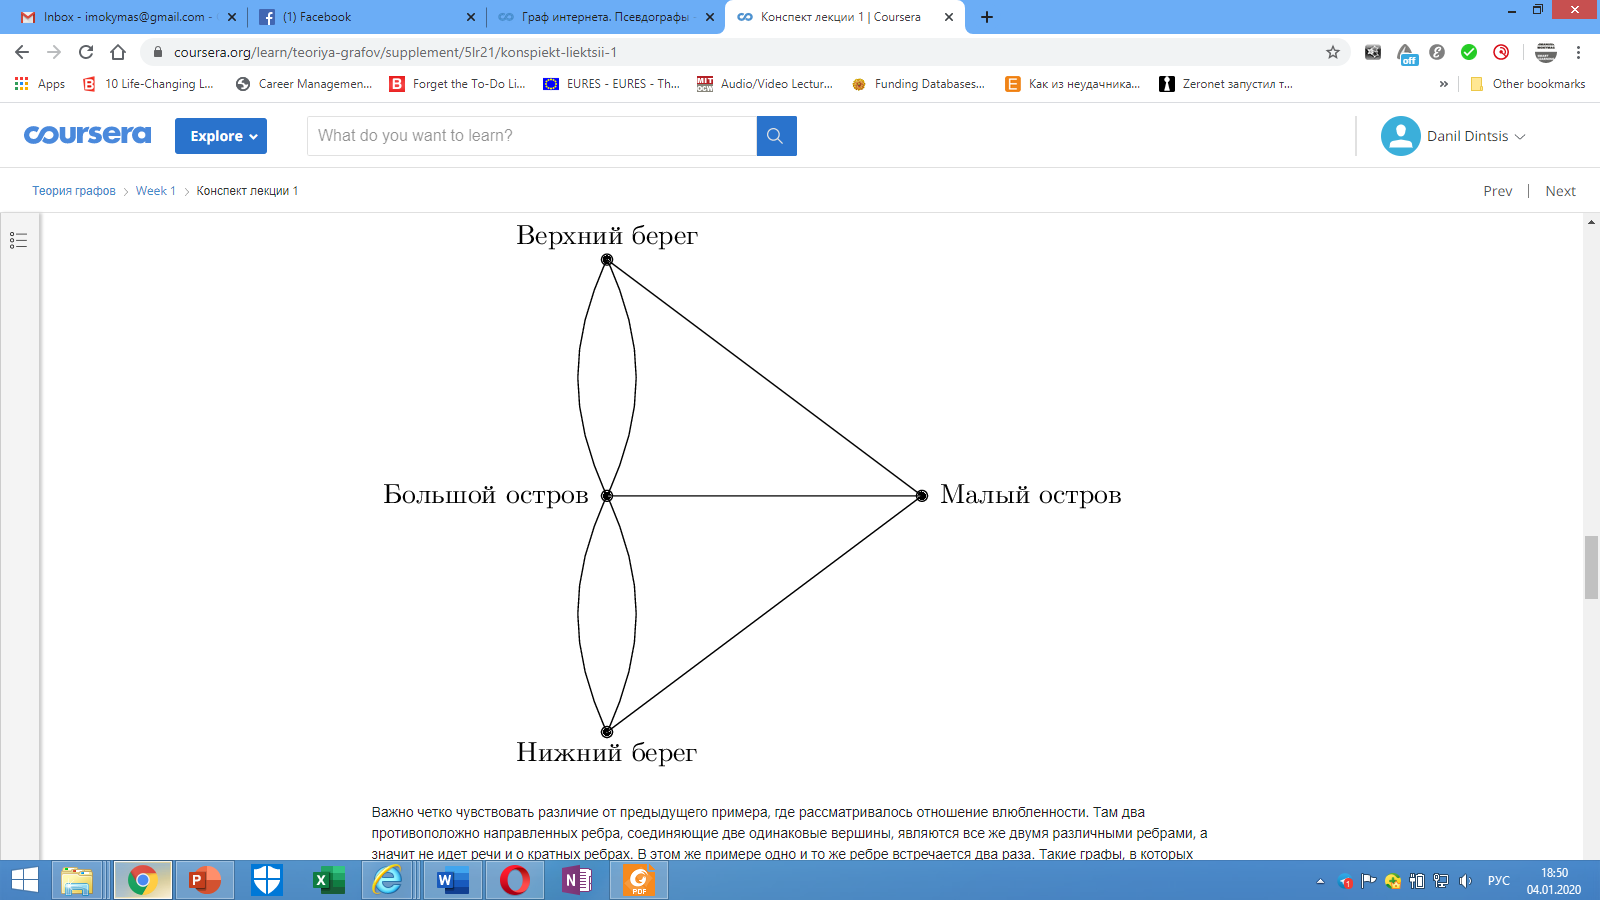 Inbox - imokymas@gmail.com -
(1) Facebook
Граф интернета. Псевдографы
Конспект лекции 1 | Coursera
coursera.org/learn/teoriya-grafov/supplement/5lr21/konspiekt-liektsii-1
off
Apps
10 Life-Changing L...
Career Managemen...
Forget the To-Do Li...
EURES - EURES - Th...
Audio/Video Lectur...
Funding Databases...
Как из неудачника...
Zeronet запустил т...
» Other bookmarks
coursera
Explore
What do you want to learn?
Danil Dintsis
Теория графов > Week 1 > Конспект лекции 1
Prev | Next
Верхний берег
Большой остров
Малый остров
Нижний берег
Важно четко чувствовать различие от предыдущего примера, где рассматривалось отношение влюбленности. Там два
противоположно направленных ребра, соединяющие две одинаковые вершины, являются все же двумя различными ребрами, а
значит не идет речи и о кратных ребрах. В этом же примере одно и то же ребро встречается два раза. Такие графы, в которых
РУС
18:50
04.01.2020